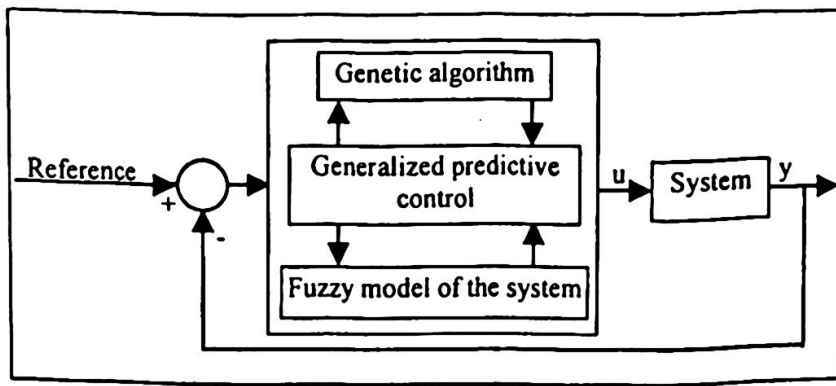 Genetic algorithm
Reference
+
-
Generalized predictive
control
u
System
y
Fuzzy model of the system